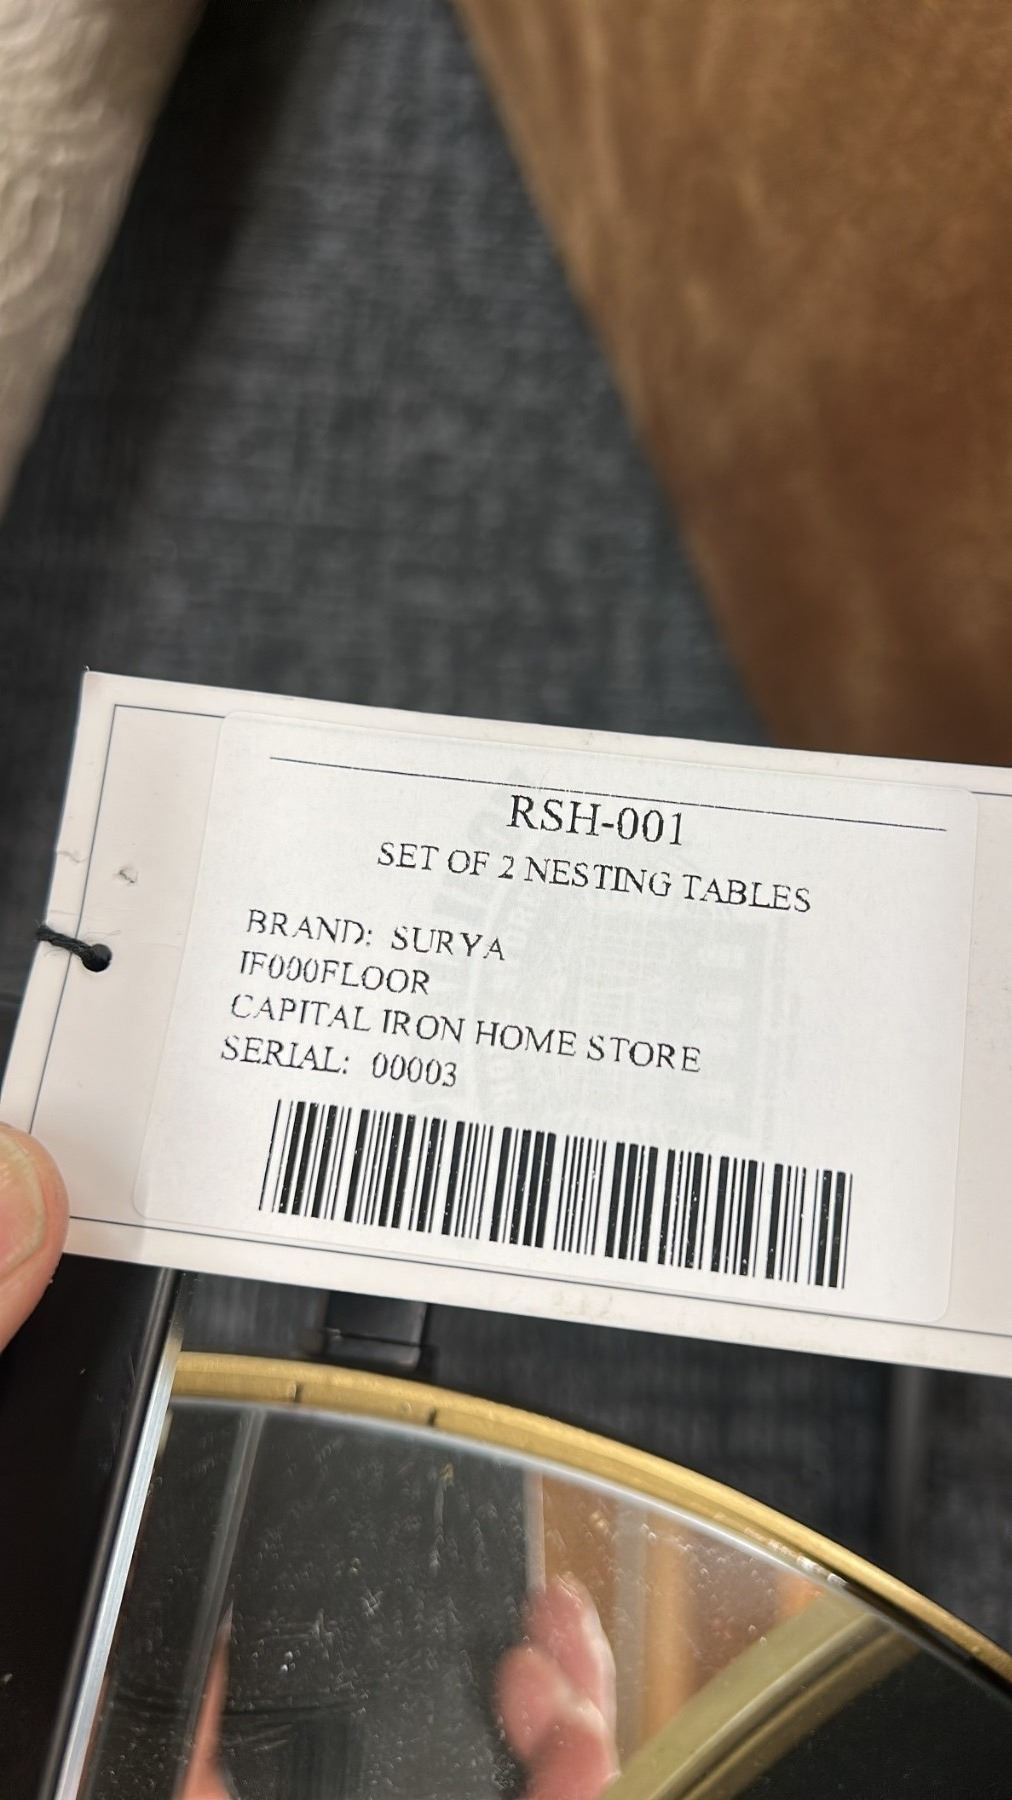 RSH-001
SET OF 2 NESTING TABLES
BRAND: SURYA
IF000FLOOR
CAPITAL IRON HOME STORE
SERIAL: 00003